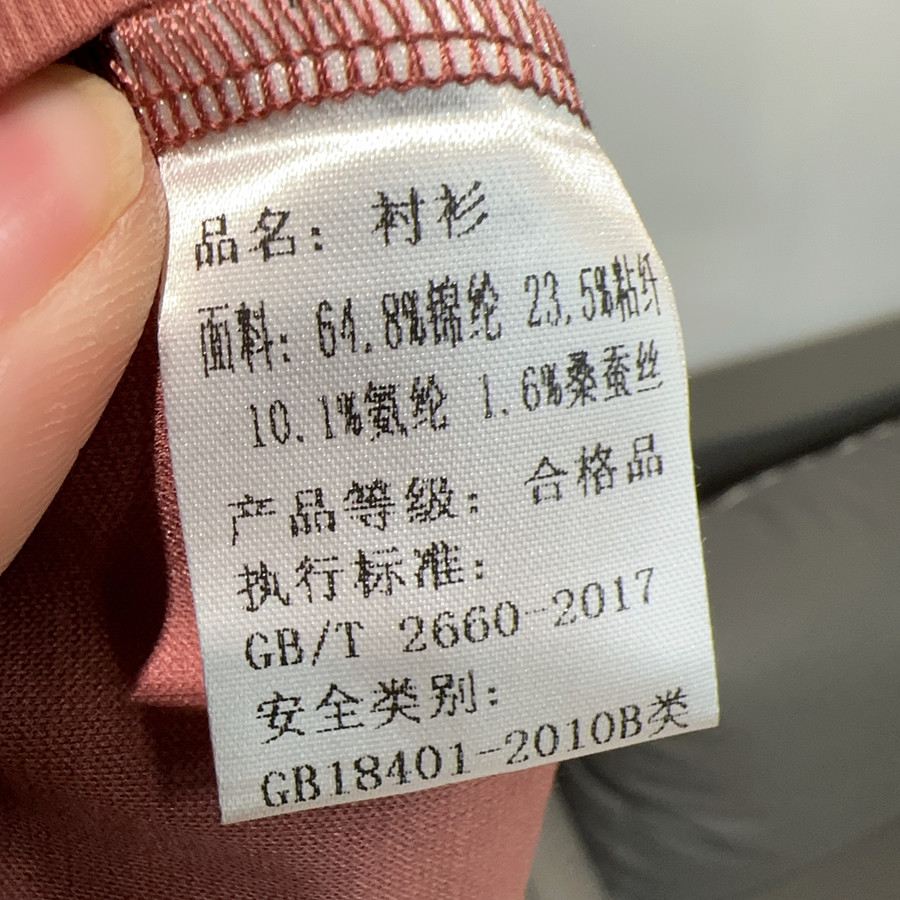 品名：衬衫
面料：64.8%锦纶 23.5%粘纤
10.1%氨纶 1.6%桑蚕丝
产品等级：合格品
执行标准：
GB/T 2660-2017
安全类别：
GB18401-2010B类